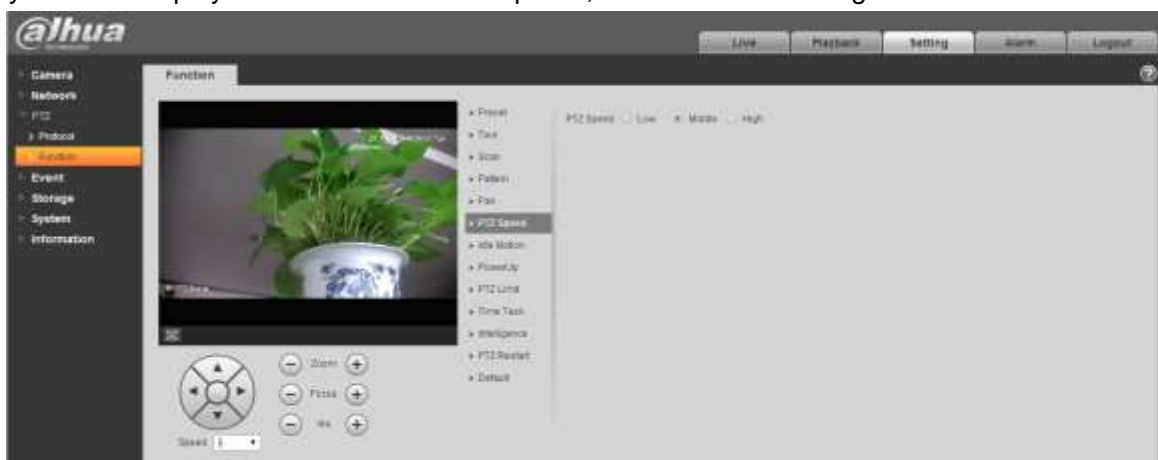 alhua
Live
Playback
Setting
Alarm
Logout
Camera
Network
PTZ
Protocol
Function
Event
Storage
System
Information
Function
Preset
Tour
Scan
Pattern
Pan
PTZ Speed
Idle Motion
PowerUp
PTZ Limit
Time Task
Intelligence
PTZ Restart
Default
PTZ Speed Low Middle High
Zoom
Focus
Iris
Speed